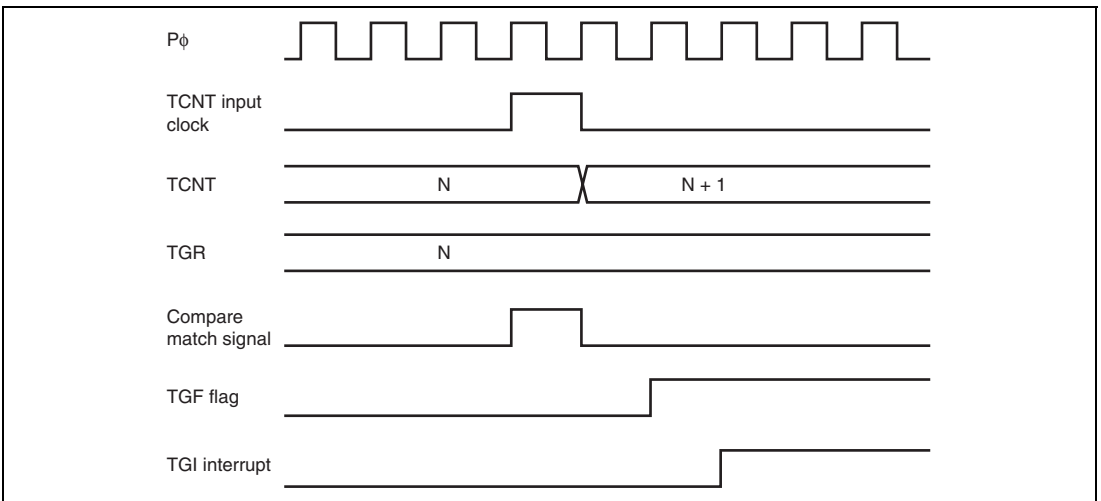 Pϕ
TCNT input
clock
TCNT
N
N + 1
TGR
N
Compare
match signal
TGF flag
TGI interrupt